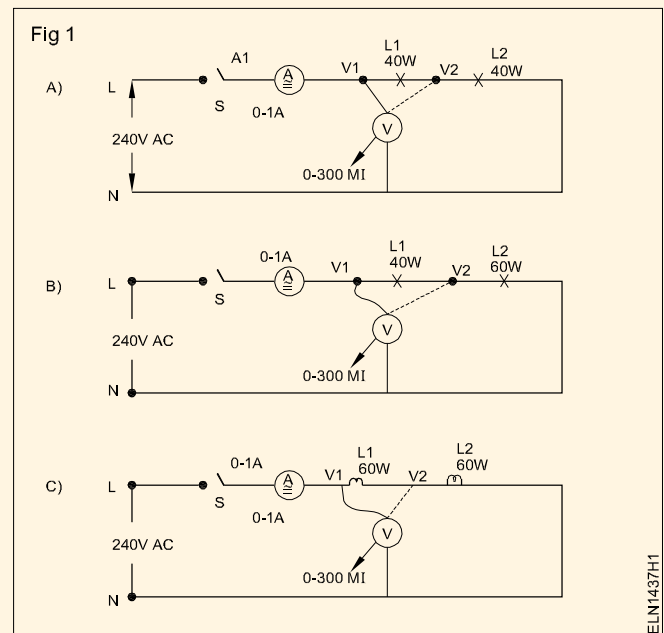 Fig 1
A)
L
S
A1
A
0-1A
V1
L1
40W
V2
L2
40W
240V AC
V
0-300 MI
N
B)
L
S
0-1A
A
V1
L1
40W
V2
L2
60W
240V AC
V
0-300 MI
N
C)
L
S
0-1A
A
0-1A
V1
L1
60W
V2
L2
60W
240V AC
V
0-300 MI
N
ELN1437H1